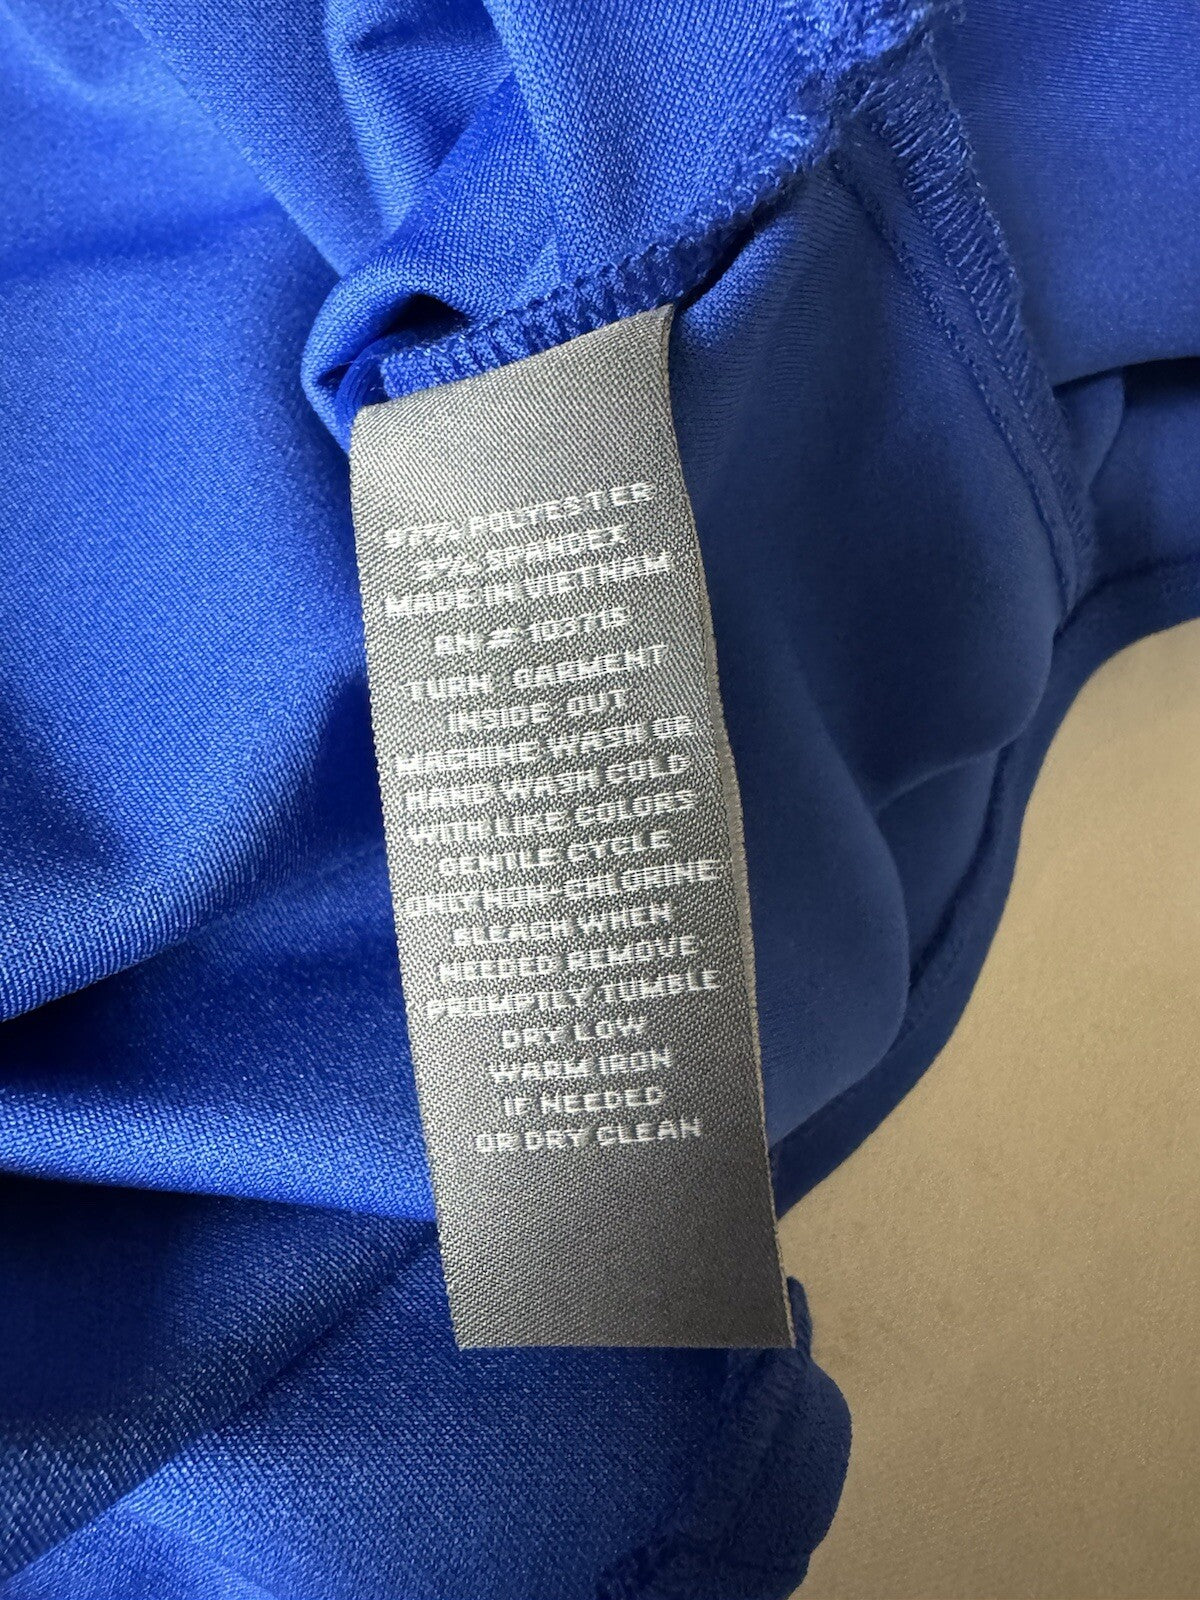 97% POLYESTER
3% SPANDEX
MADE IN VIETNAM
RN # 103715
TURN GARMENT
INSIDE OUT
MACHINE WASH OR
HAND WASH COLD
WITH LIKE COLORS
GENTLE CYCLE
ONLY NON-CHLORINE
BLEACH WHEN
NEEDED REMOVE
PROMPTLY TUMBLE
DRY LOW
WARM IRON
IF NEEDED
OR DRY CLEAN